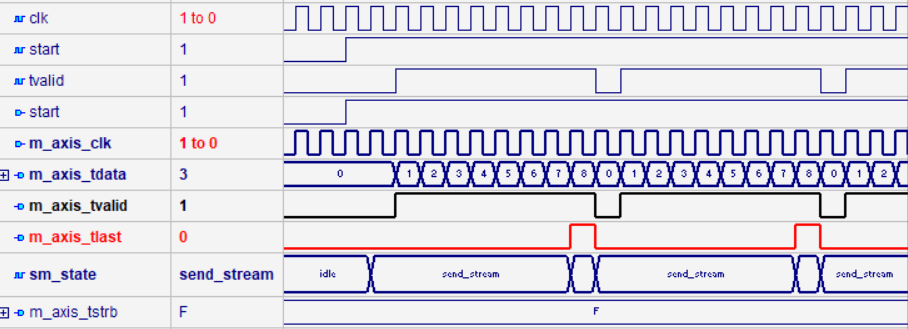 clk 1 to 0
start 1
tvalid 1
start 1
m_axis_clk 1 to 0
m_axis_tdata 3 0 1 2 3 4 5 6 7 8 0 1 2 3 4 5 6 7 8 0 1 2
m_axis_tvalid 1
m_axis_tlast 0
sm_state send_stream idle send_stream send_stream send_stream
m_axis_tstrb F F